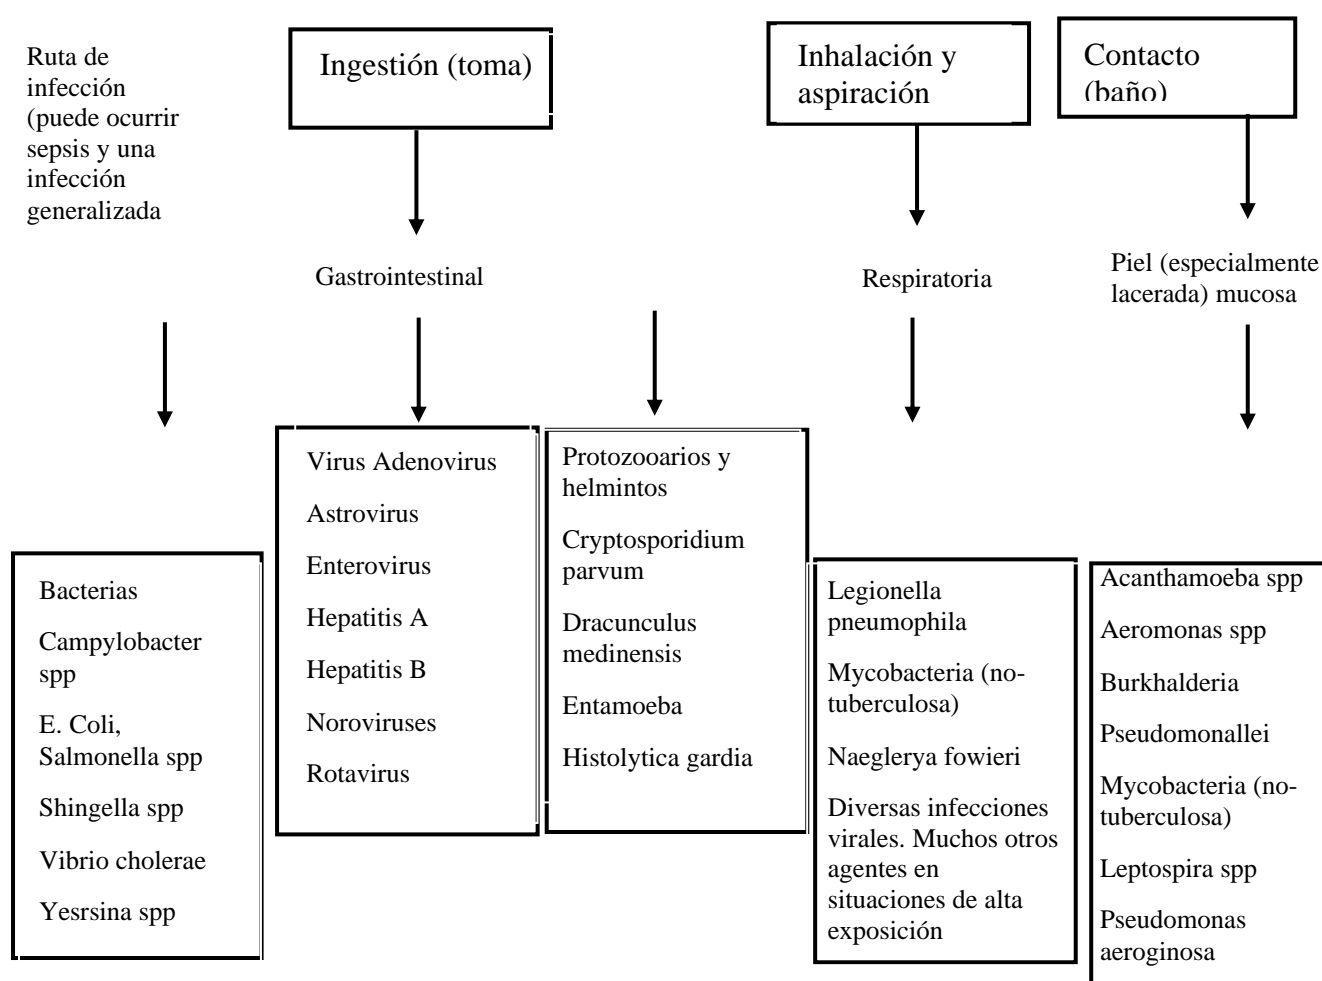 Ruta de
infección
(puede ocurrir
sepsis y una
infección
generalizada
Ingestión (toma)
Inhalación y
aspiración
Contacto
(baño)
Gastrointestinal
Respiratoria
Piel (especialmente
lacerada) mucosa
Bacterias
Campylobacter
spp
E. Coli,
Salmonella spp
Shingella spp
Vibrio cholerae
Yesrsina spp
Virus Adenovirus
Astrovirus
Enterovirus
Hepatitis A
Hepatitis B
Noroviruses
Rotavirus
Protozooarios y
helmintos
Cryptosporidium
parvum
Dracunculus
medinensis
Entamoeba
Histolytica gardia
Legionella
pneumophila
Mycobacteria (no-
tuberculosa)
Naeglerya fowieri
Diversas infecciones
virales. Muchos otros
agentes en
situaciones de alta
exposición
Acanthamoeba spp
Aeromonas spp
Burkhalderia
Pseudomonallei
Mycobacteria (no-
tuberculosa)
Leptospira spp
Pseudomonas
aeroginosa